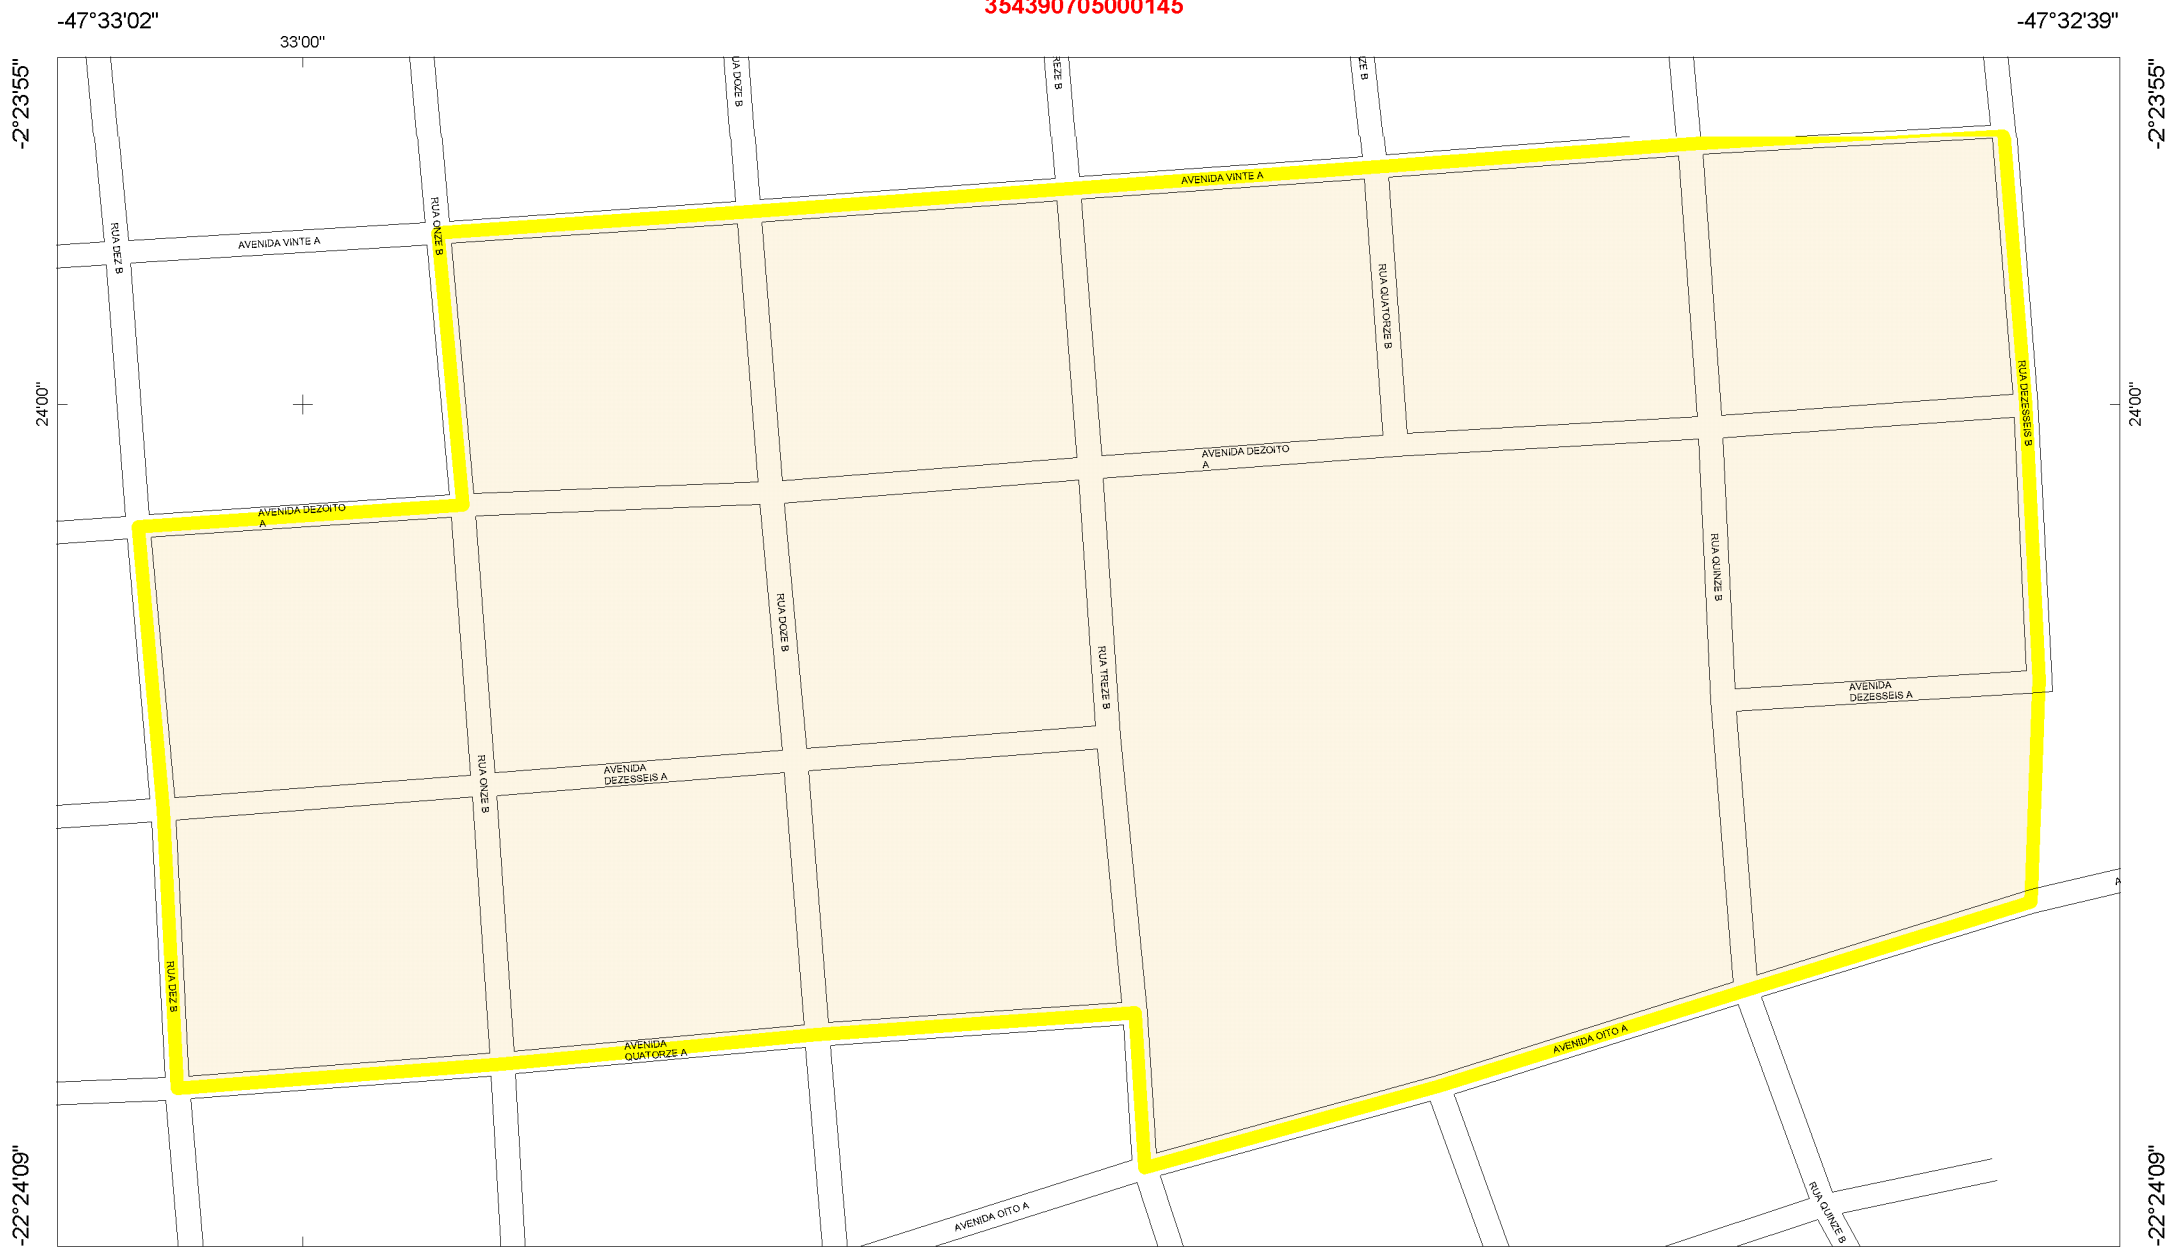 354390705000145
-47°33'02"
-47°32'39"
33'00"
-2°23'55"
-2°23'55"
UA DOZE B
REZE B
ZE B
AVENIDA VINTE A
RUA ONZE B
RUA DEZ B
AVENIDA VINTE A
RUA QUATORZE B
24'00"
24'00"
RUA DEZESSEIS B
AVENIDA DEZOITO
A
AVENIDA DEZOITO
A
RUA QUINZE B
RUA DOZE B
RUA TREZE B
AVENIDA
DEZESSEIS A
AVENIDA
DEZESSEIS A
RUA ONZE B
A
RUA DEZ B
AVENIDA
QUATORZE A
AVENIDA OITO A
AVENIDA OITO A
RUA QUINZE B
-22°24'09"
-22°24'09"